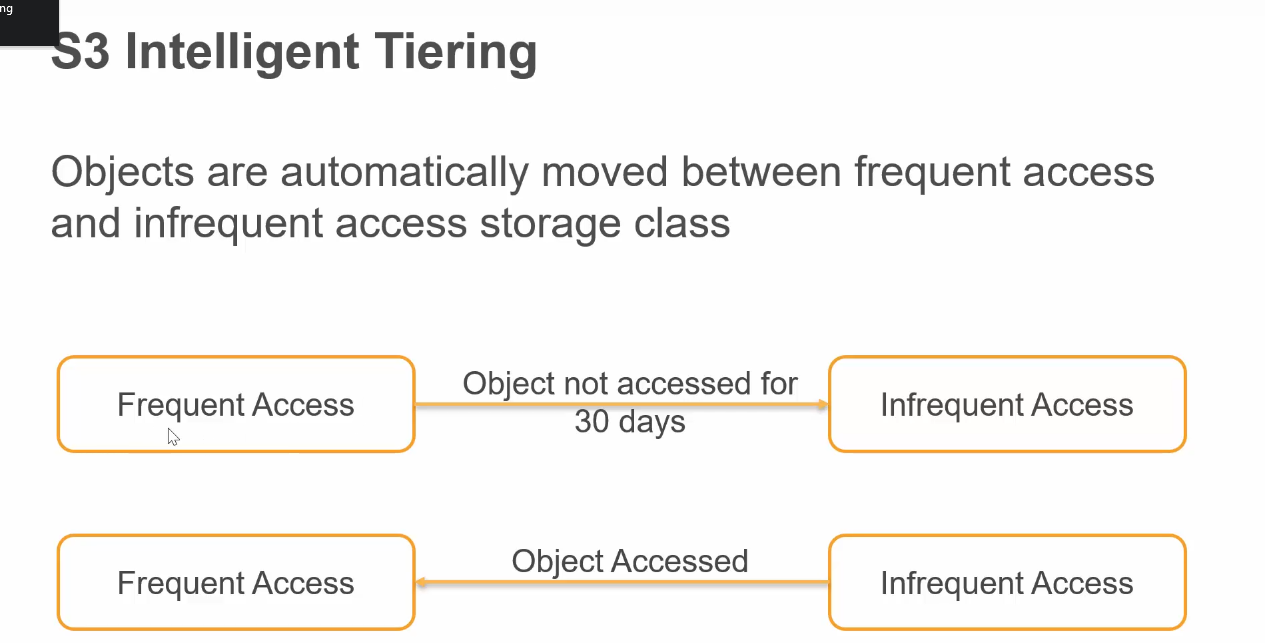 ng
S3 Intelligent Tiering
Objects are automatically moved between frequent access
and infrequent access storage class
Frequent Access
Object not accessed for
30 days
Infrequent Access
Frequent Access
Object Accessed
Infrequent Access